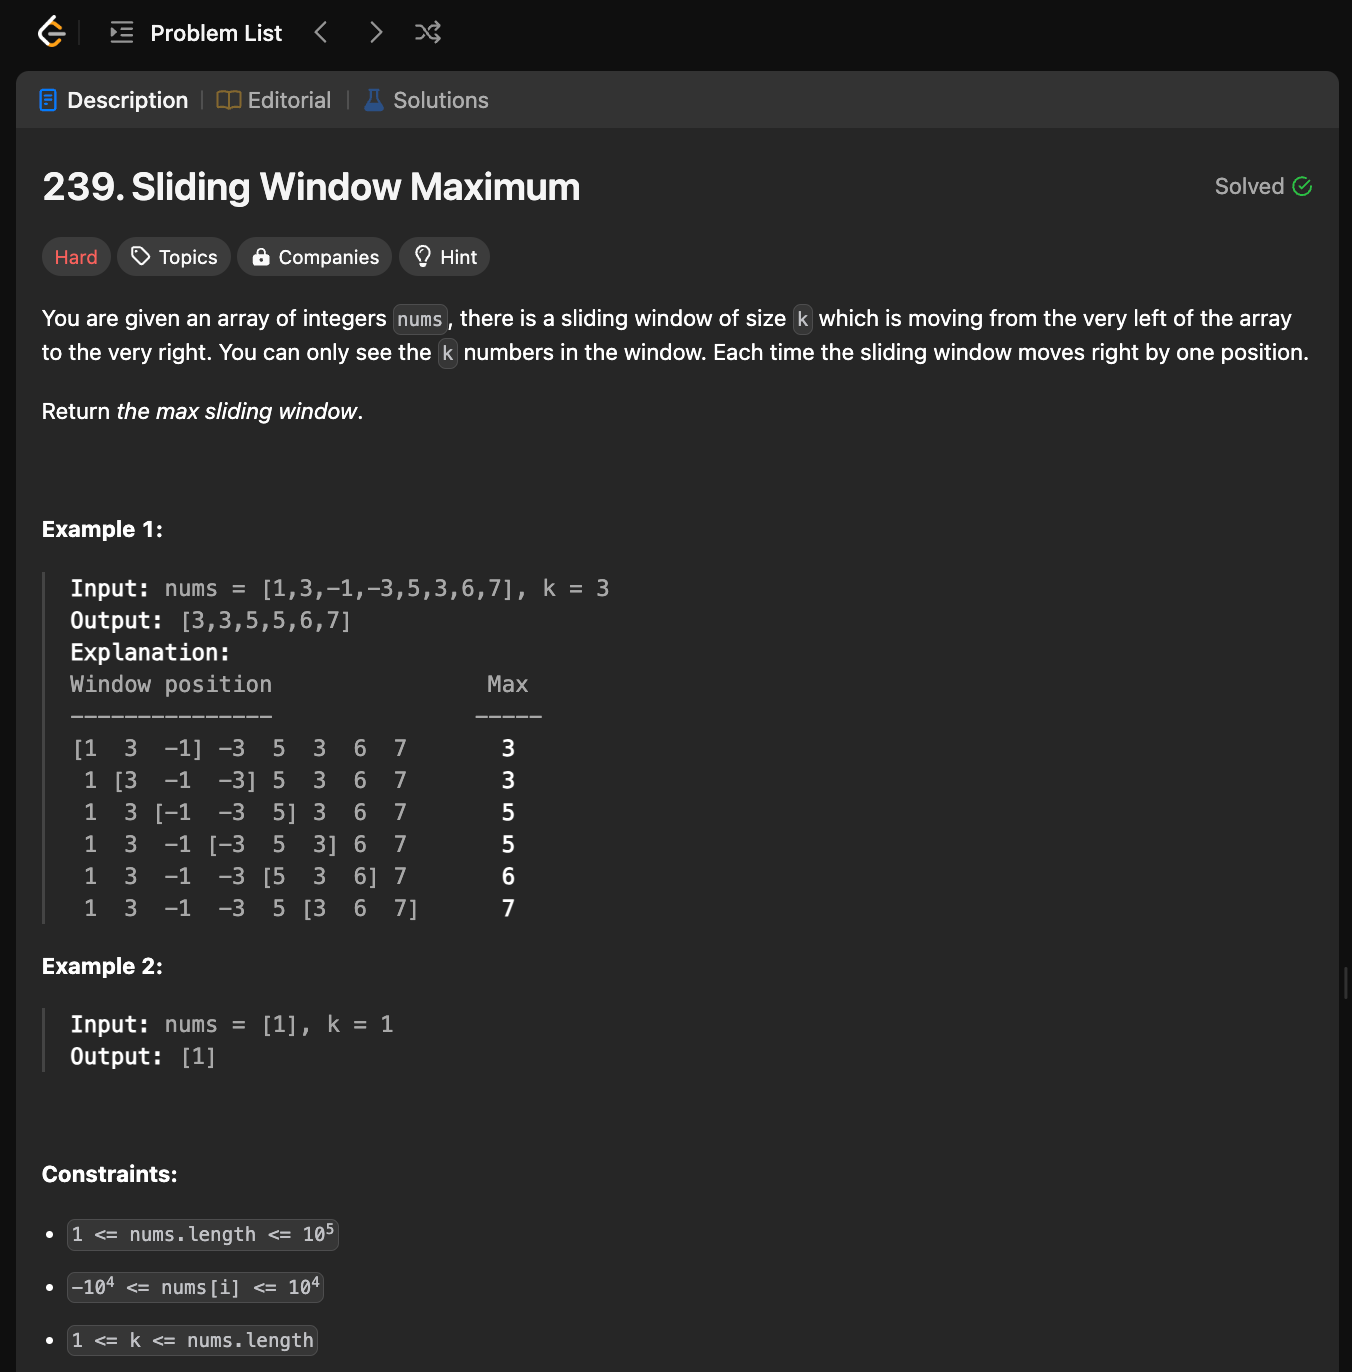 Problem List
Description | Editorial | Solutions
239. Sliding Window Maximum
Solved
Hard Topics Companies Hint
You are given an array of integers nums, there is a sliding window of size k which is moving from the very left of the array
to the very right. You can only see the k numbers in the window. Each time the sliding window moves right by one position.
Return the max sliding window.
Example 1:
Input: nums = [1,3,-1,-3,5,3,6,7], k = 3
Output: [3,3,5,5,6,7]
Explanation:
Window position                Max
---------------               -----
[1  3  -1] -3  5  3  6  7       3
 1 [3  -1  -3] 5  3  6  7       3
 1  3 [-1  -3  5] 3  6  7       5
 1  3  -1 [-3  5  3] 6  7       5
 1  3  -1  -3 [5  3  6] 7       6
 1  3  -1  -3  5 [3  6  7]      7
Example 2:
Input: nums = [1], k = 1
Output: [1]
Constraints:
• 1 <= nums.length <= 10⁵
• -10⁴ <= nums[i] <= 10⁴
• 1 <= k <= nums.length